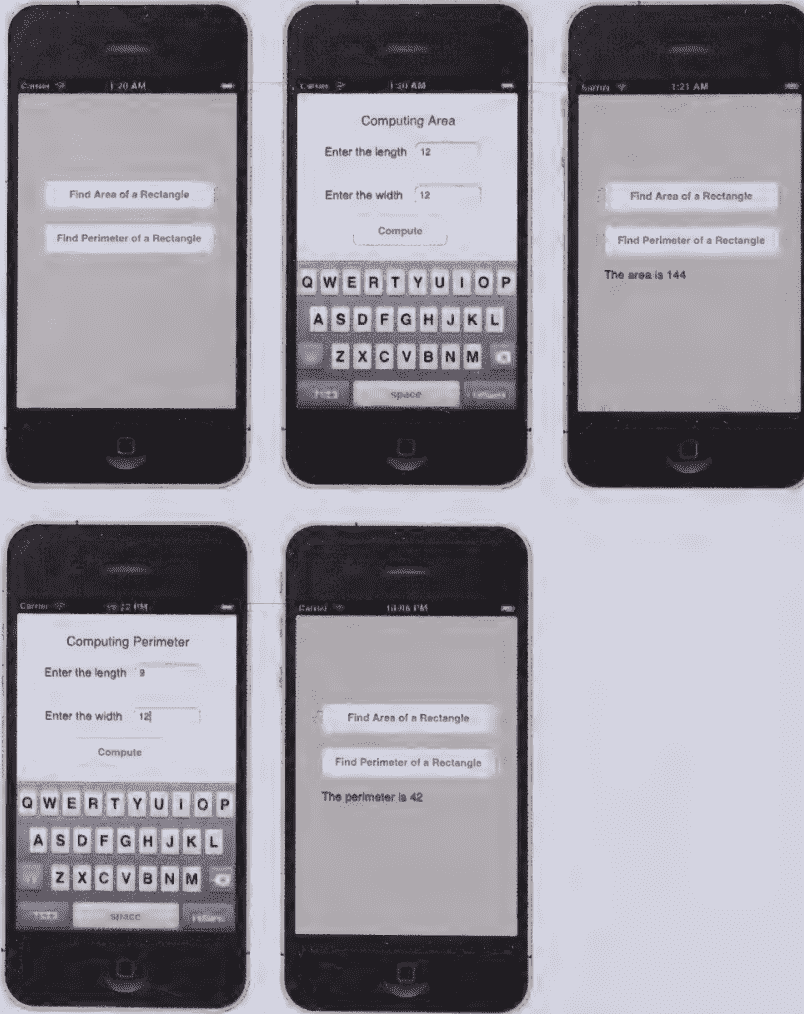 Carrier 1:20 AM
Find Area of a Rectangle
Find Perimeter of a Rectangle
Carrier 1:20 AM
Computing Area
Enter the length 12
Enter the width 12
Compute
Q W E R T Y U I O P
A S D F G H J K L
Z X C V B N M
space
Carrier 1:21 AM
Find Area of a Rectangle
Find Perimeter of a Rectangle
The area is 144
Carrier
Computing Perimeter
Enter the length 9
Enter the width 12
Compute
Q W E R T Y U I O P
A S D F G H J K L
Z X C V B N M
space
Carrier
Find Area of a Rectangle
Find Perimeter of a Rectangle
The perimeter is 42